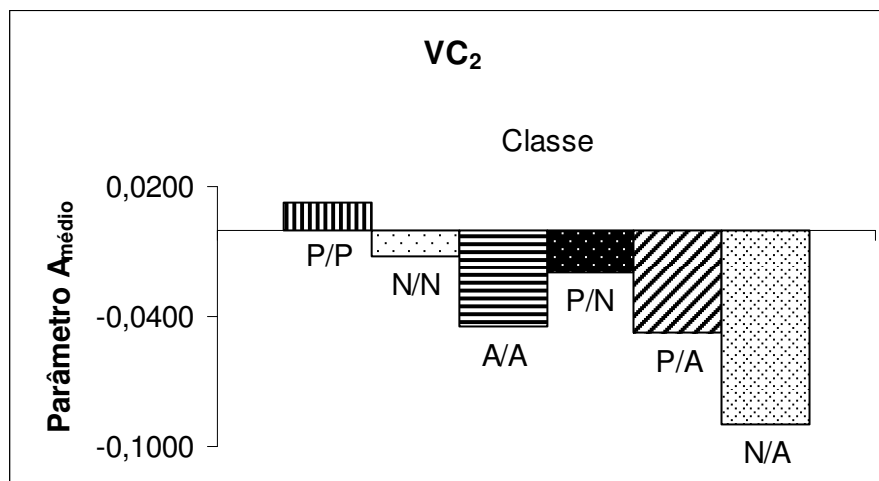 VC₂
Classe
Parâmetro Amédio
0,0200
-0,0400
-0,1000
P/P
N/N
A/A
P/N
P/A
N/A